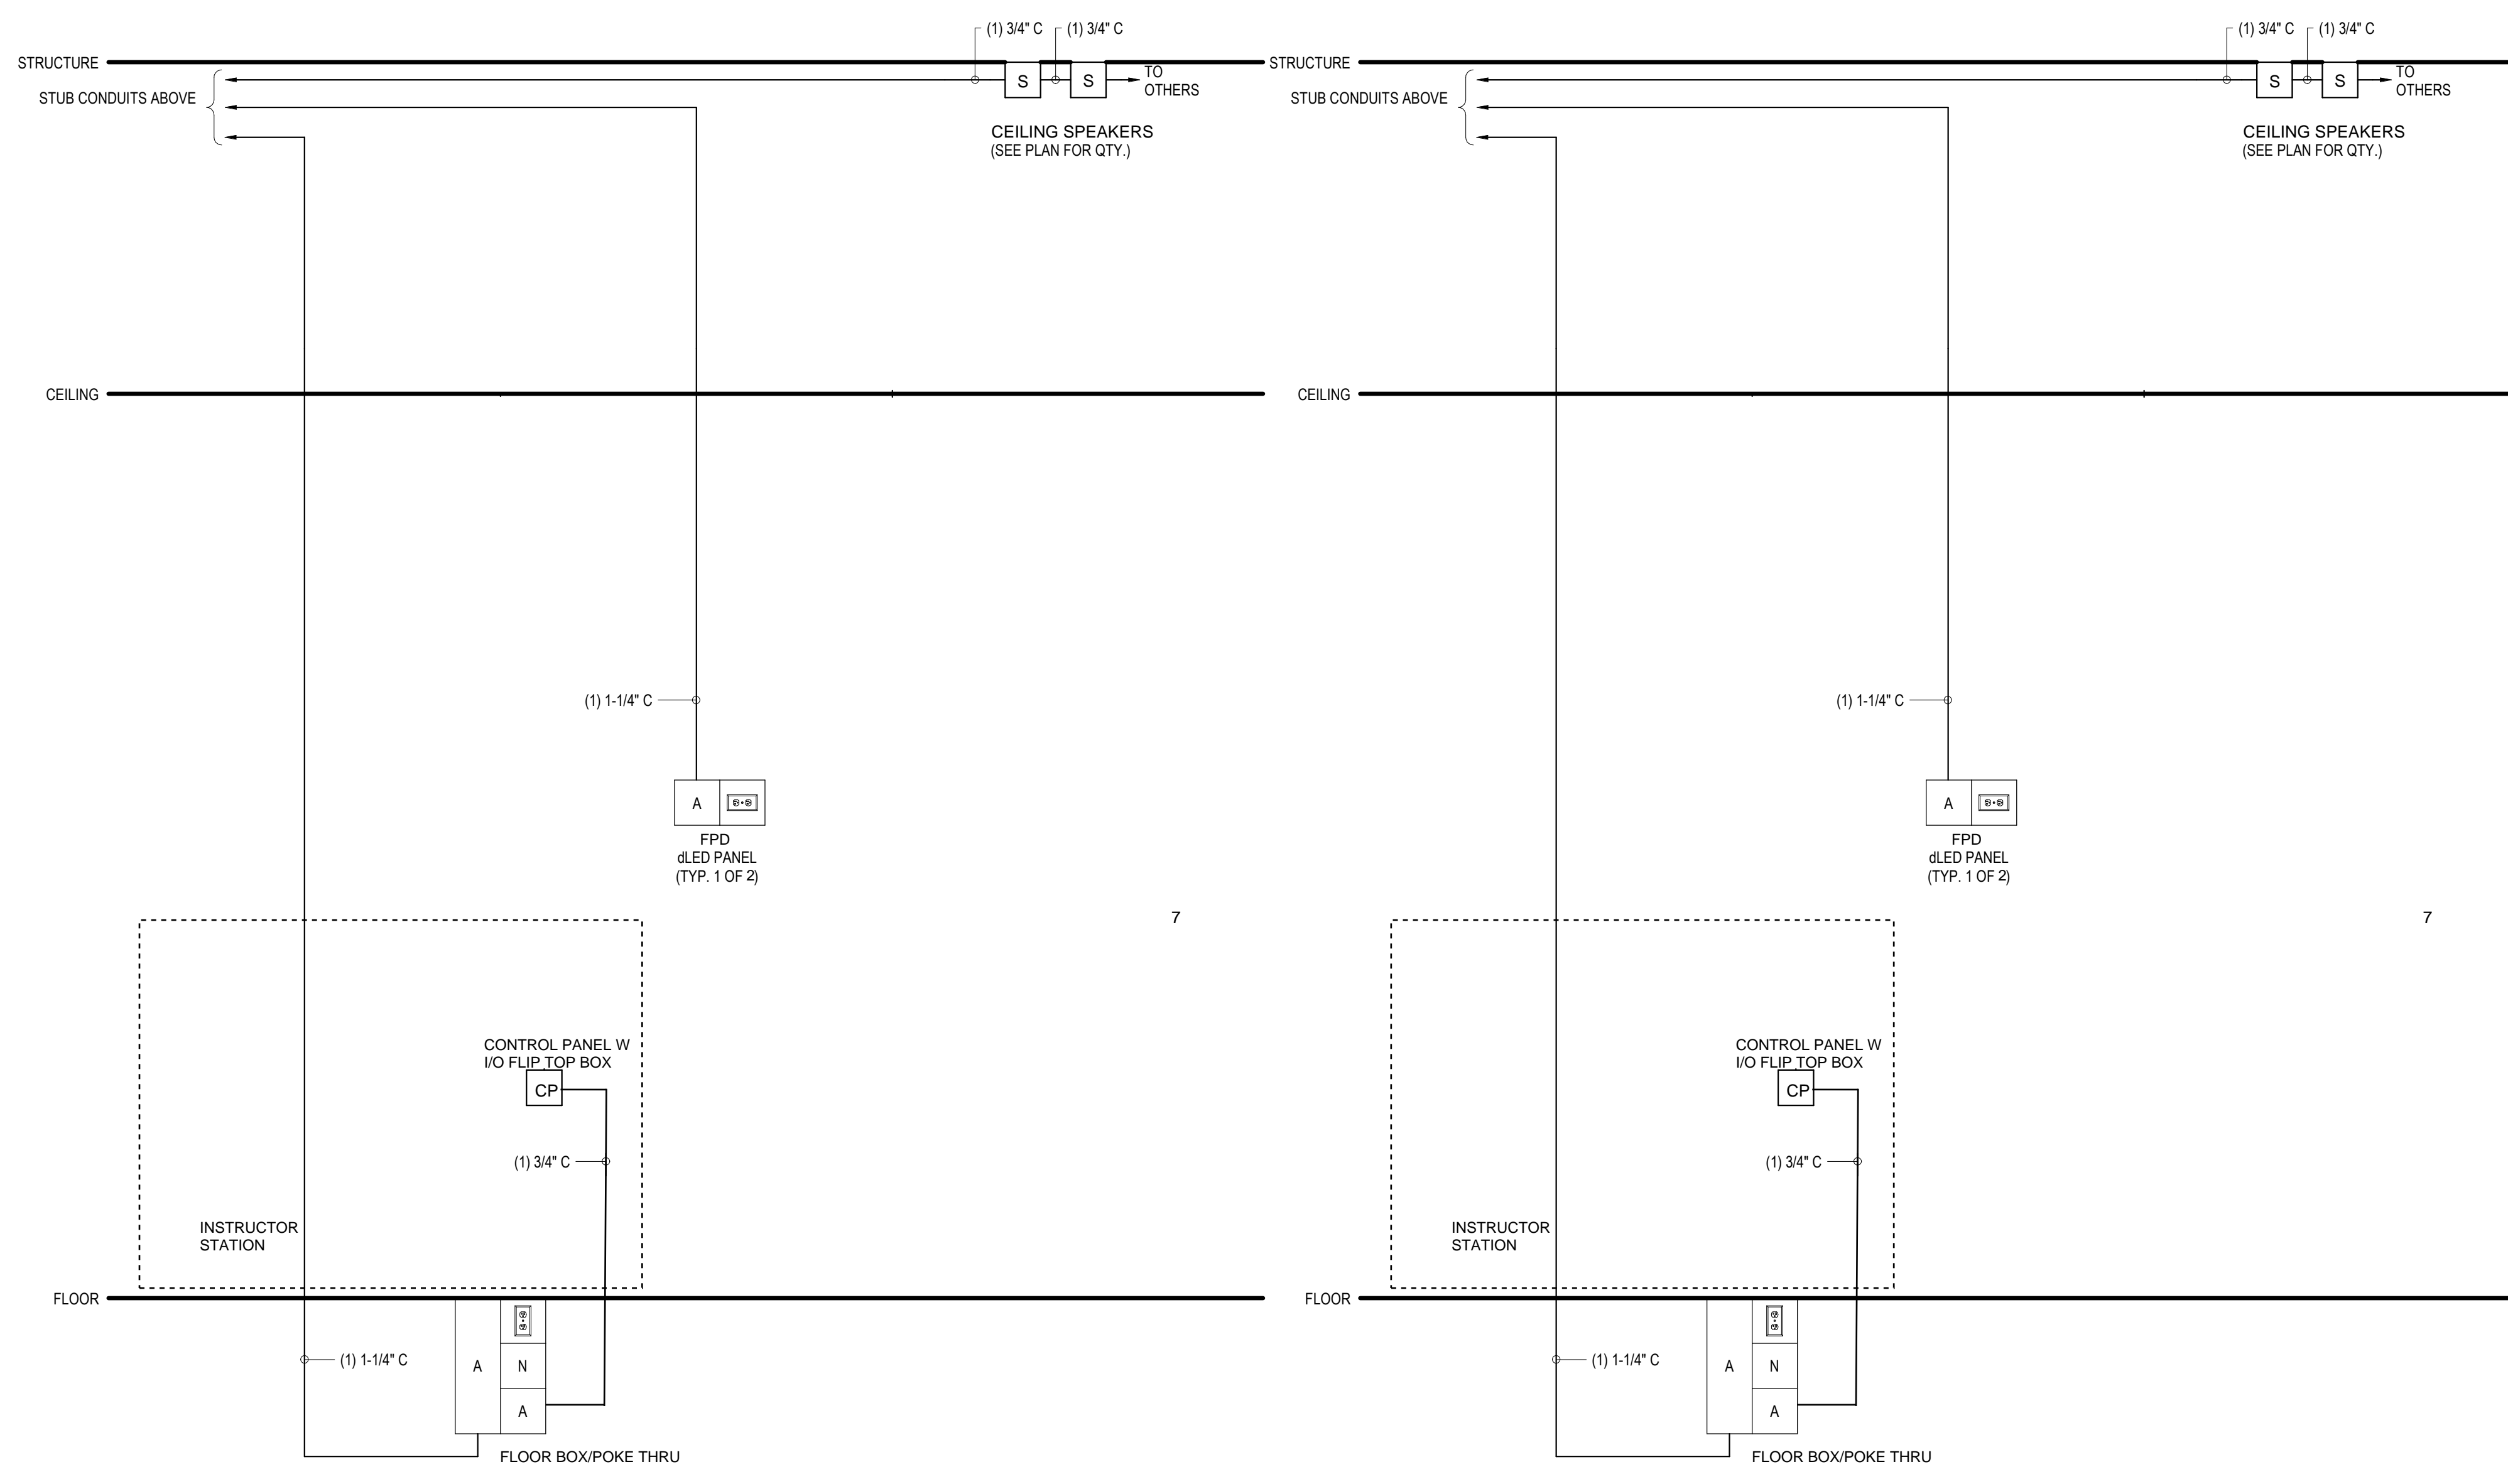 (1) 3/4" C
(1) 3/4" C
STRUCTURE
STUB CONDUITS ABOVE
S
S
TO
OTHERS
CEILING SPEAKERS
(SEE PLAN FOR QTY.)
CEILING
(1) 1-1/4" C
A
FPD
dLED PANEL
(TYP. 1 OF 2)
7
CONTROL PANEL W
I/O FLIP TOP BOX
CP
(1) 3/4" C
INSTRUCTOR
STATION
FLOOR
(1) 1-1/4" C
A
N
A
FLOOR BOX/POKE THRU
(1) 3/4" C
(1) 3/4" C
STRUCTURE
STUB CONDUITS ABOVE
S
S
TO
OTHERS
CEILING SPEAKERS
(SEE PLAN FOR QTY.)
CEILING
(1) 1-1/4" C
A
FPD
dLED PANEL
(TYP. 1 OF 2)
7
CONTROL PANEL W
I/O FLIP TOP BOX
CP
(1) 3/4" C
INSTRUCTOR
STATION
FLOOR
(1) 1-1/4" C
A
N
A
FLOOR BOX/POKE THRU